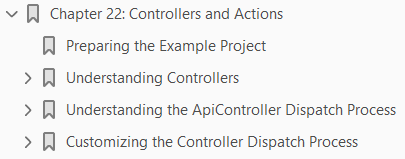 Chapter 22: Controllers and Actions
Preparing the Example Project
Understanding Controllers
Understanding the ApiController Dispatch Process
Customizing the Controller Dispatch Process